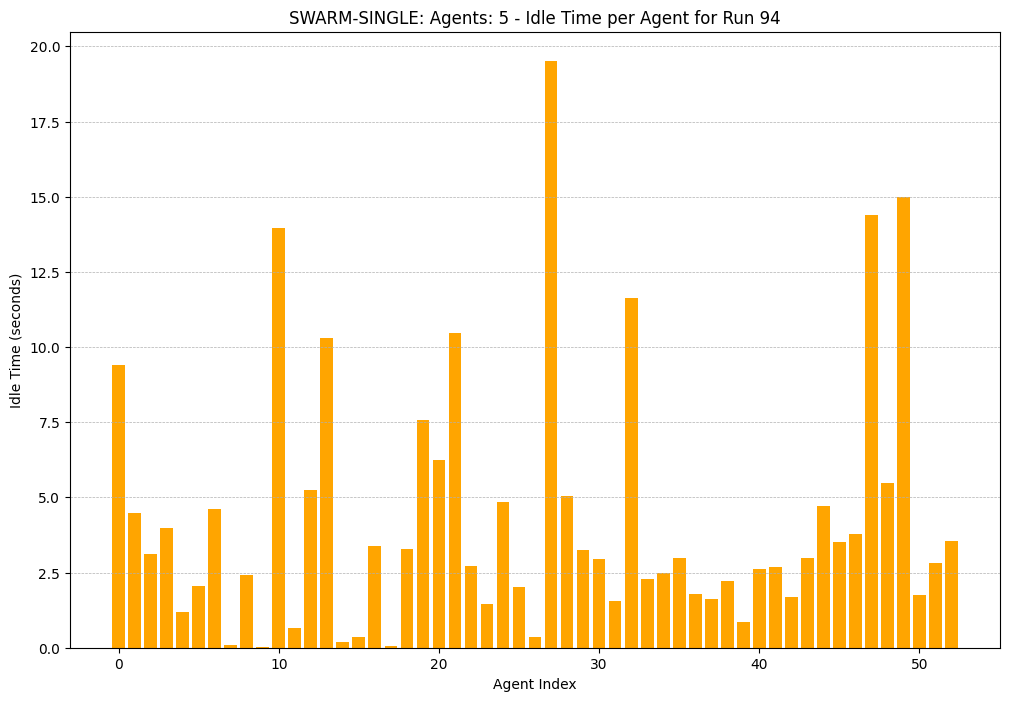 SWARM-SINGLE: Agents: 5 - Idle Time per Agent for Run 94
20.0
17.5
15.0
12.5
10.0
7.5
5.0
2.5
0.0
Idle Time (seconds)
0 10 20 30 40 50
Agent Index